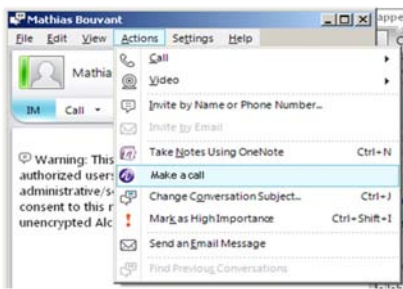 Mathias Bouvant
appe
File Edit View Actions Settings Help
Mathia
IM Call
Call
Video
Invite by Name or Phone Number...
Invite by Email
Take Notes Using OneNote Ctrl+N
Make a call
Change Conversation Subject... Ctrl+J
Mark as High Importance Ctrl+Shift+I
Send an Email Message
Find Previous Conversations
Warning: This
authorized users
administrative/s
consent to this r
unencrypted Alc